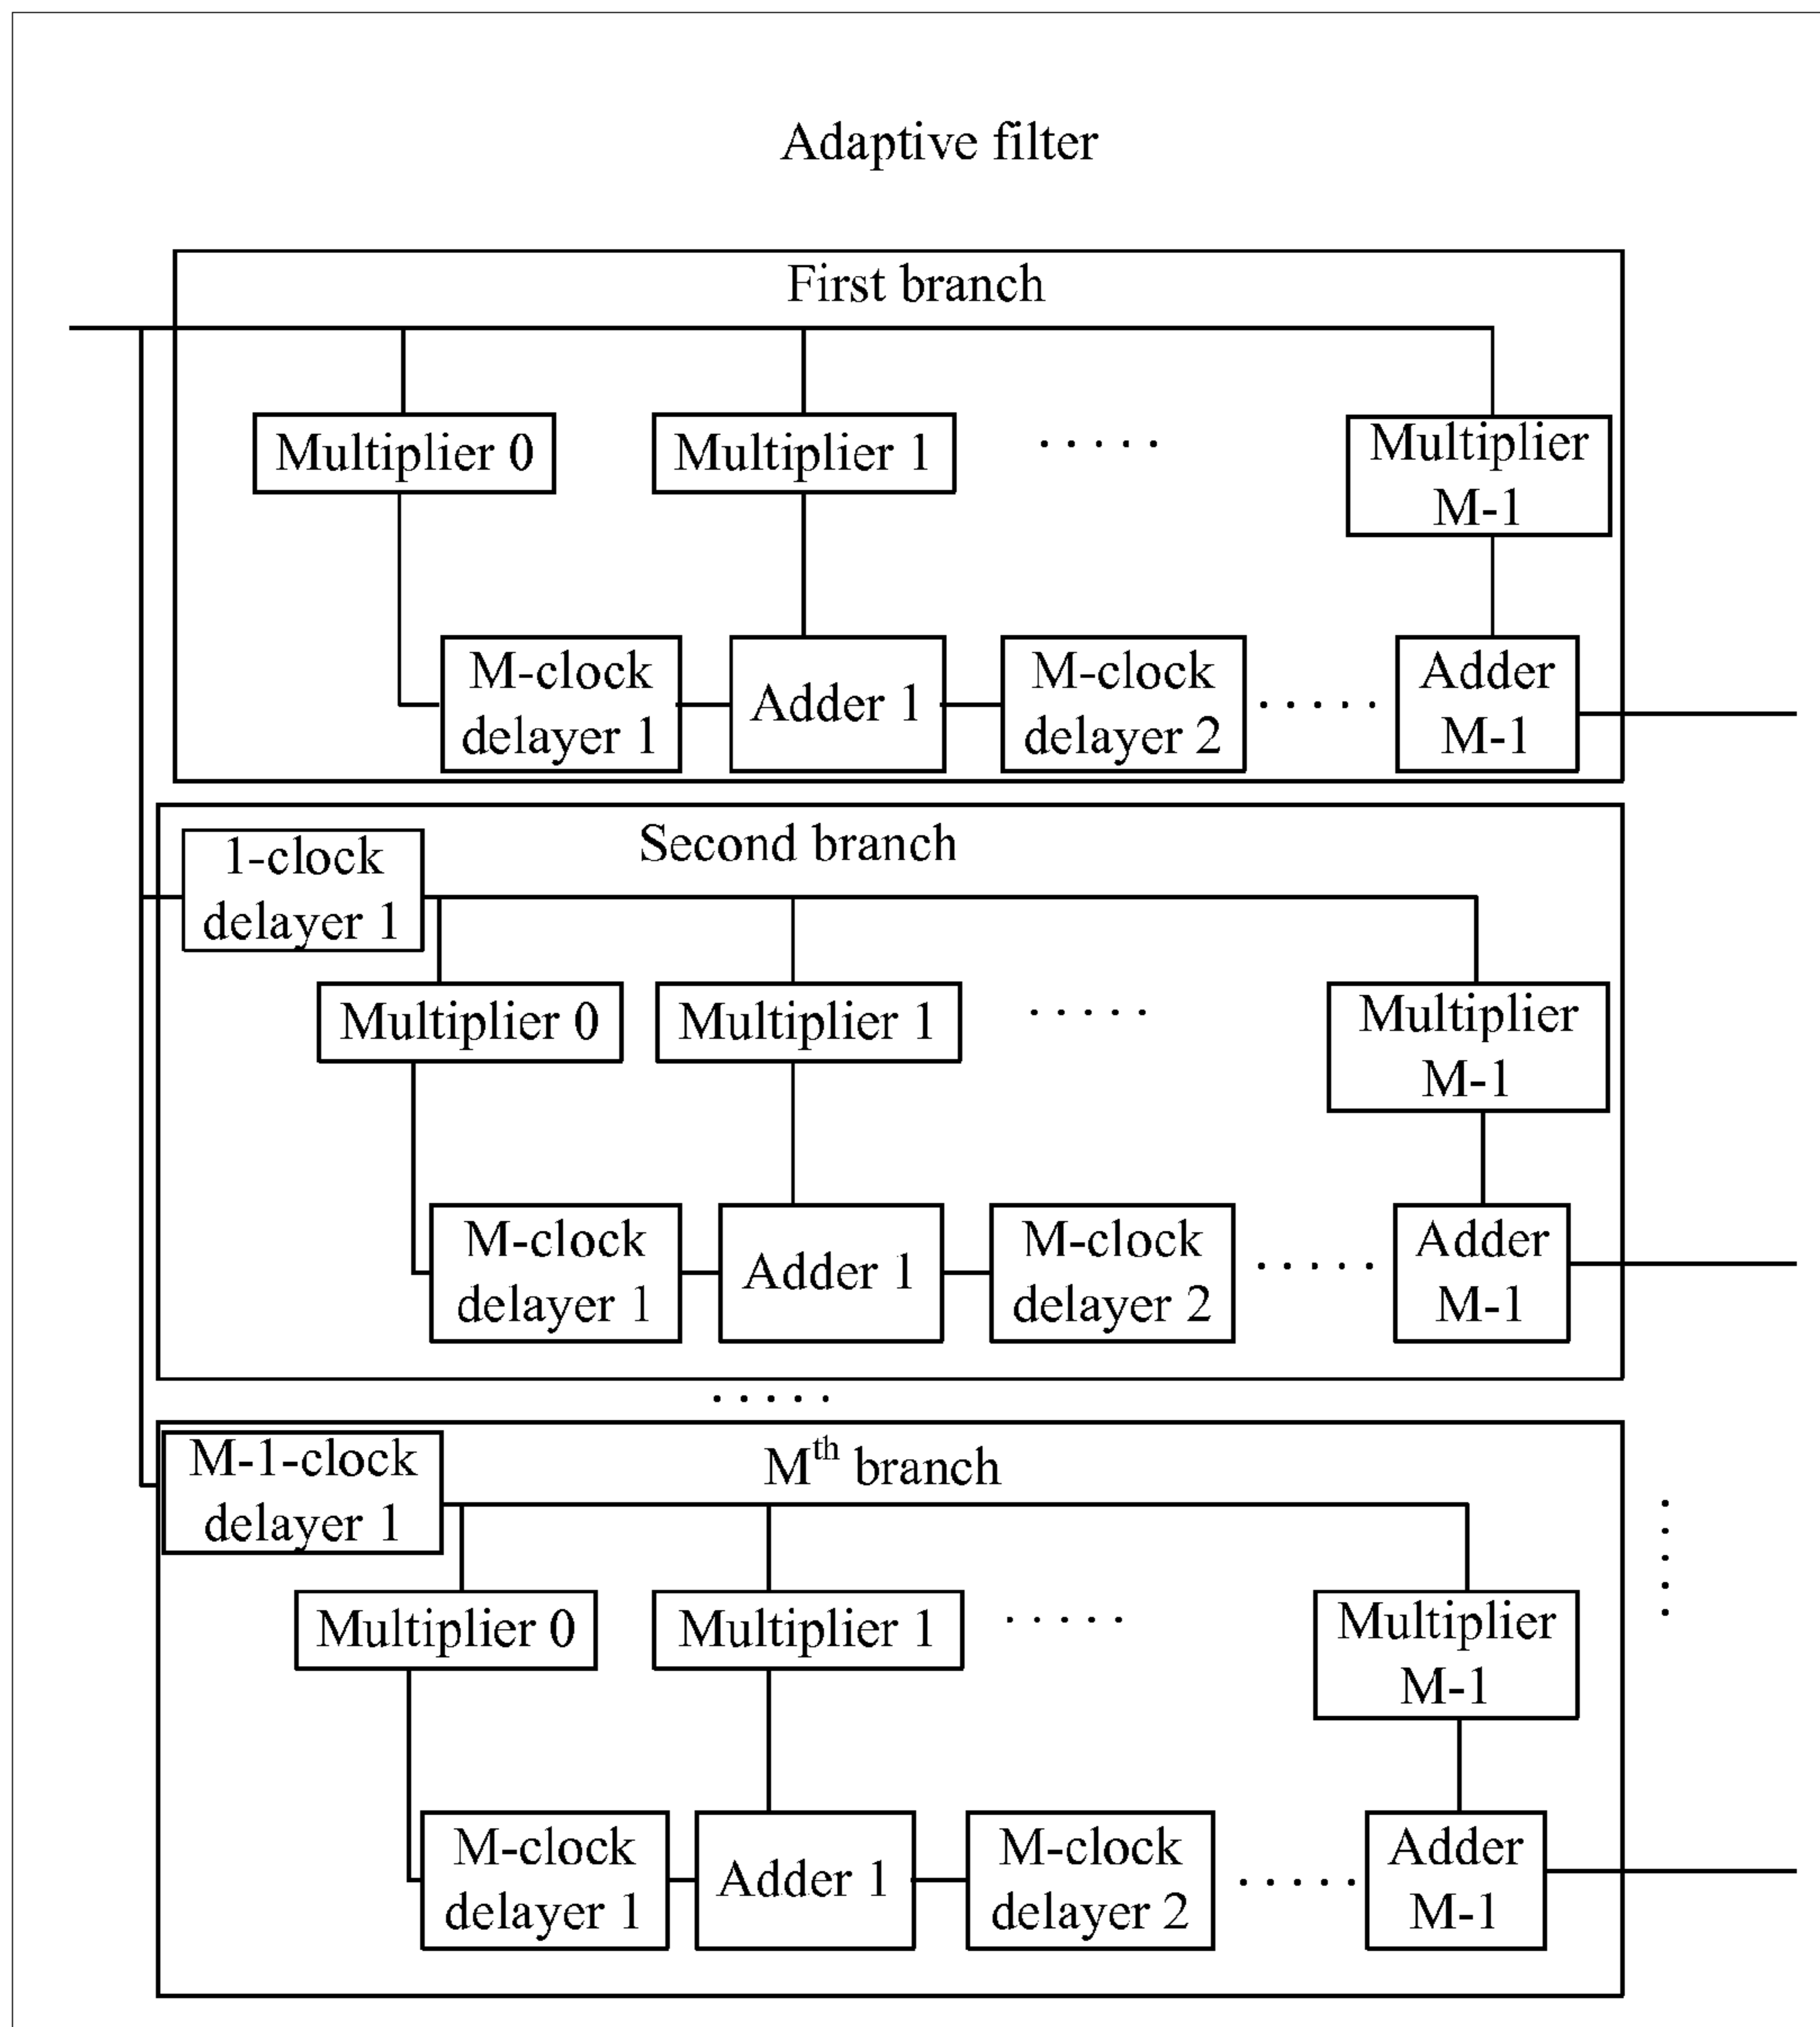 Adaptive filter
First branch
Multiplier 0
Multiplier 1
.....
Multiplier
M-1
M-clock
delayer 1
Adder 1
M-clock
delayer 2
.....
Adder
M-1
Second branch
1-clock
delayer 1
Multiplier 0
Multiplier 1
.....
Multiplier
M-1
M-clock
delayer 1
Adder 1
M-clock
delayer 2
.....
Adder
M-1
.....
Mth branch
M-1-clock
delayer 1
Multiplier 0
Multiplier 1
.....
Multiplier
M-1
M-clock
delayer 1
Adder 1
M-clock
delayer 2
.....
Adder
M-1